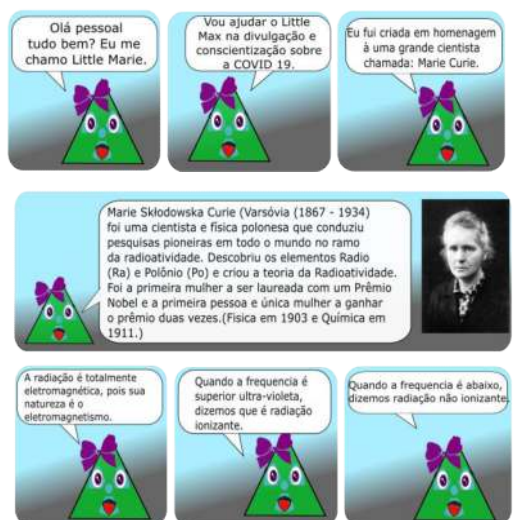 Olá pessoal
tudo bem? Eu me
chamo Little Marie.
Vou ajudar o Little
Max na divulgação e
conscientização sobre
a COVID 19.
Eu fui criada em homenagem
à uma grande cientista
chamada: Marie Curie.
Marie Skłodowska Curie (Varsóvia (1867 - 1934)
foi uma cientista e física polonesa que conduziu
pesquisas pioneiras em todo o mundo no ramo
da radioatividade. Descobriu os elementos Radio
(Ra) e Polônio (Po) e criou a teoria da Radioatividade.
Foi a primeira mulher a ser laureada com um Prêmio
Nobel e a primeira pessoa e única mulher a ganhar
o prêmio duas vezes.(Fisica em 1903 e Química em
1911.)
A radiação é totalmente
eletromagnética, pois sua
natureza é o
eletromagnetismo.
Quando a frequencia é
superior ultra-violeta,
dizemos que é radiação
ionizante.
Quando a frequencia é abaixo,
dizemos radiação não ionizante.